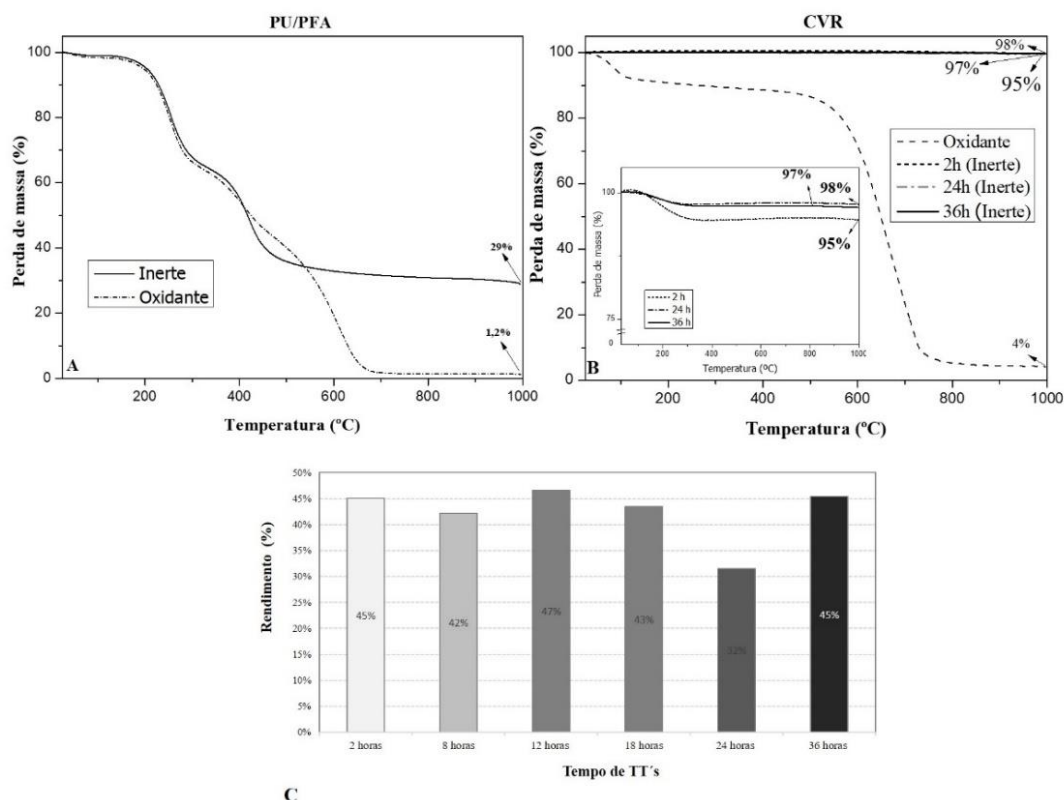 PU/PFA
100
80
60
40
20
0
Perda de massa (%)
Inerte
Oxidante
29%
1,2%
A
200
400
600
800
1000
Temperatura (ºC)
CVR
100
80
60
40
20
0
Perda de massa (%)
98%
97%
95%
Oxidante
2h (Inerte)
24h (Inerte)
36h (Inerte)
100
75
0
Perda de massa (%)
97%
98%
95%
2 h
24 h
36 h
200
400
600
800
1000
Temperatura (ºC)
4%
B
200
400
600
800
1000
Temperatura (ºC)
50%
45%
40%
35%
30%
25%
20%
15%
10%
5%
0%
Rendimento (%)
45%
42%
47%
43%
32%
45%
2 horas
8 horas
12 horas
18 horas
24 horas
36 horas
Tempo de TT´s
C